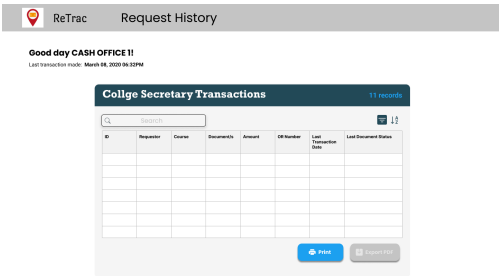 ReTrac Request History
Good day CASH OFFICE 1!
Last transaction made: March 08, 2020 06:32PM
Collge Secretary Transactions 11 records
Search
ID Requestor Course Document/s Amount OR-Number Last Transaction Date Last Document Status
Print Export PDF